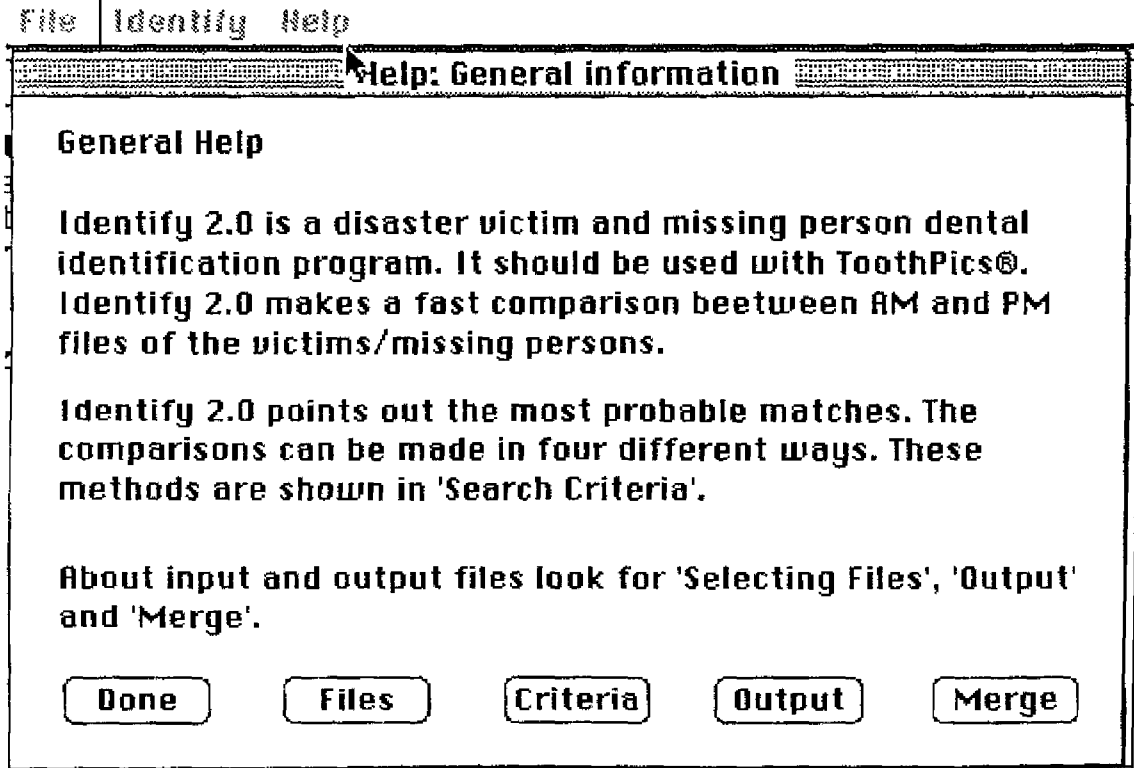 File Identify Help
Help: General information
General Help
Identify 2.0 is a disaster victim and missing person dental
identification program. It should be used with ToothPics®.
Identify 2.0 makes a fast comparison beetween AM and PM
files of the victims/missing persons.
Identify 2.0 points out the most probable matches. The
comparisons can be made in four different ways. These
methods are shown in 'Search Criteria'.
About input and output files look for 'Selecting Files', 'Output'
and 'Merge'.
Done Files Criteria Output Merge